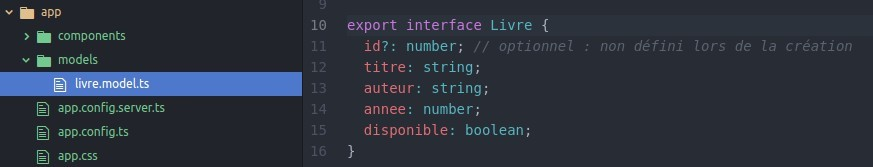 app
components
models
livre.model.ts
app.config.server.ts
app.config.ts
app.css
9
10 export interface Livre {
11 id?: number; // optionnel : non défini lors de la création
12 titre: string;
13 auteur: string;
14 annee: number;
15 disponible: boolean;
16 }